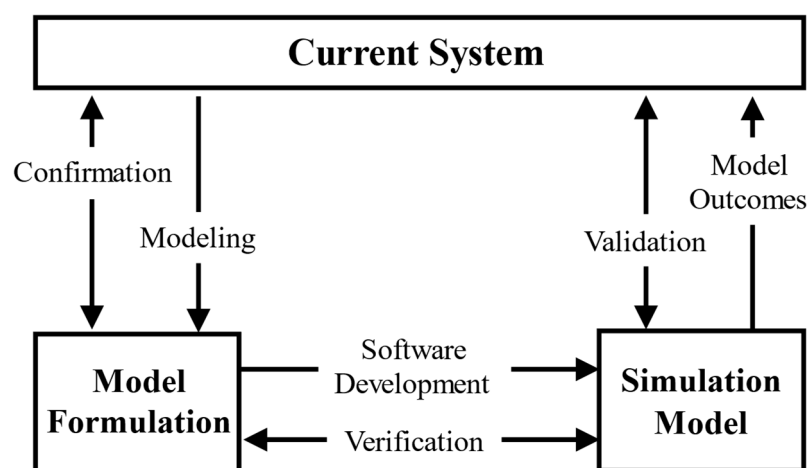 Current System
Confirmation
Modeling
Validation
Model
Outcomes
Model
Formulation
Software
Development
Verification
Simulation
Model